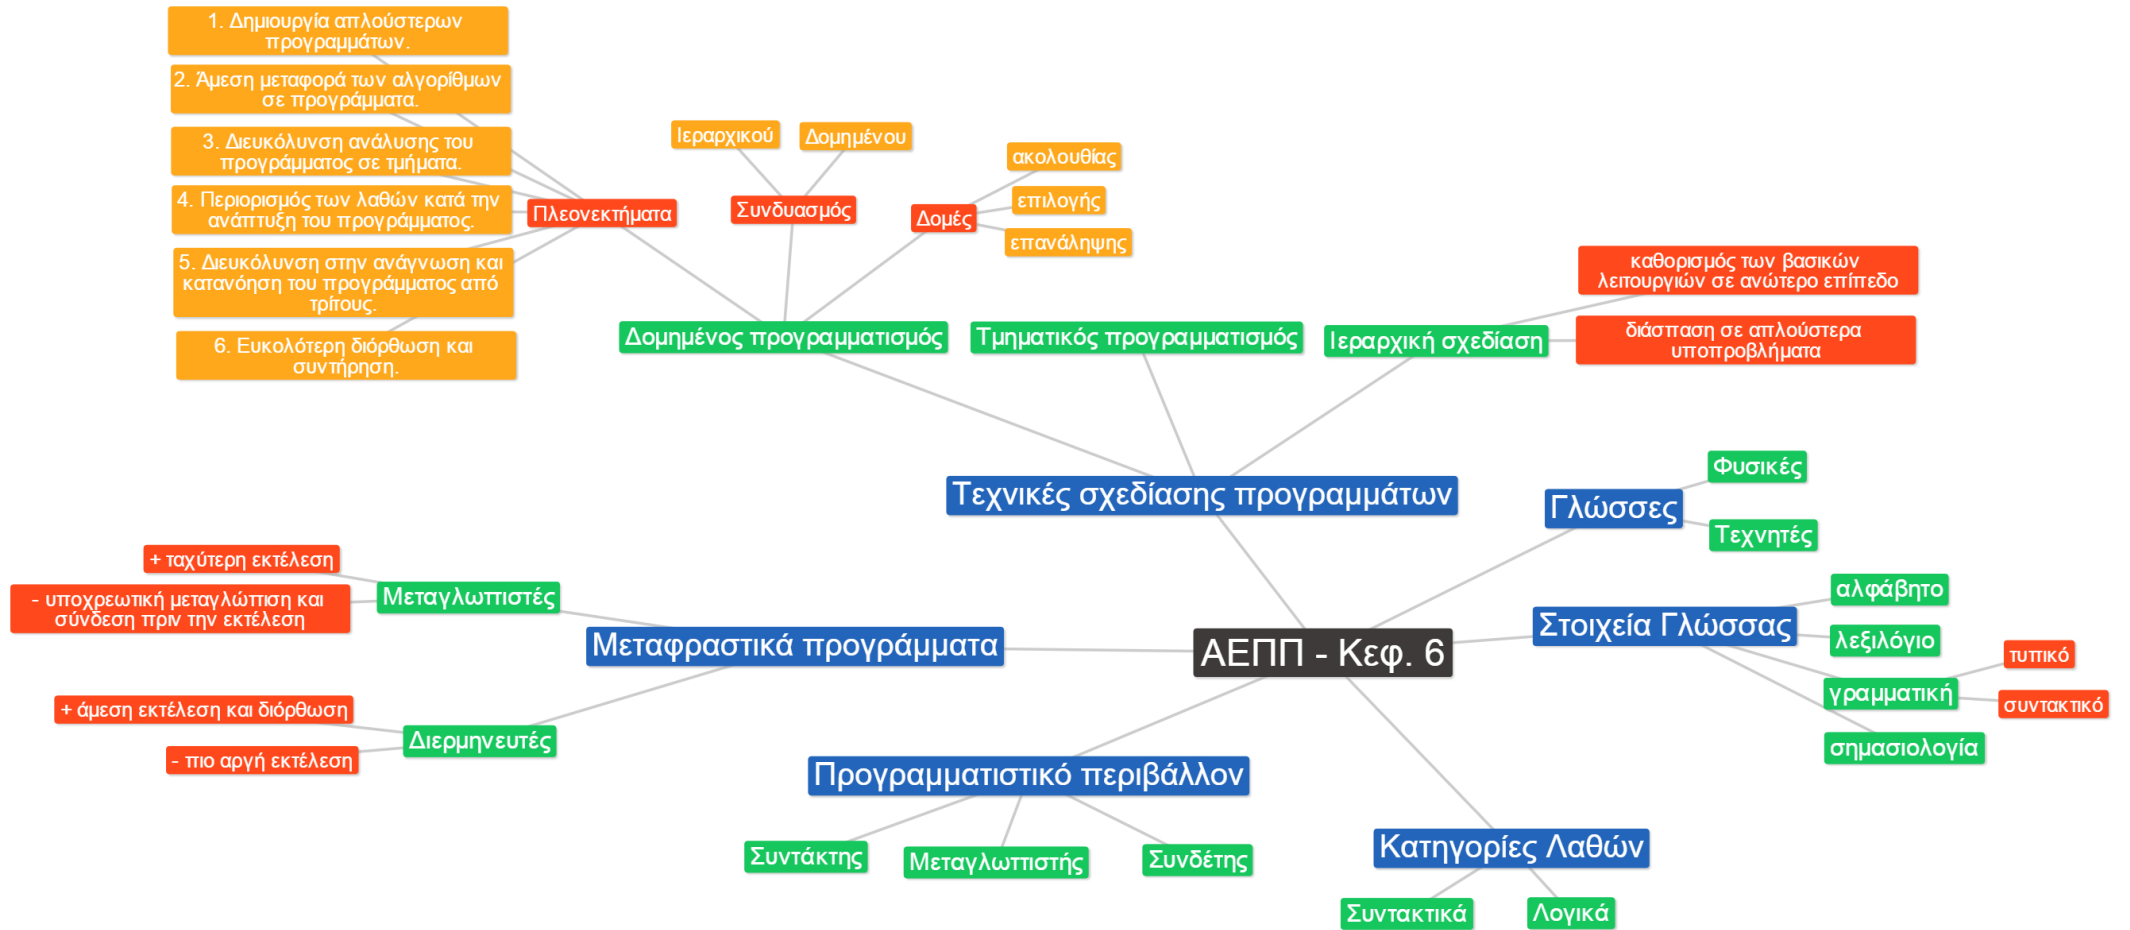 1. Δημιουργία απλούστερων
προγραμμάτων.
2. Άμεση μεταφορά των αλγορίθμων
σε προγράμματα.
3. Διευκόλυνση ανάλυσης του
προγράμματος σε τμήματα.
4. Περιορισμός των λαθών κατά την
ανάπτυξη του προγράμματος.
5. Διευκόλυνση στην ανάγνωση και
κατανόηση του προγράμματος από
τρίτους.
6. Ευκολότερη διόρθωση και
συντήρηση.
Πλεονεκτήματα
Ιεραρχικού
Δομημένου
Συνδυασμός
ακολουθίας
επιλογής
επανάληψης
Δομές
Δομημένος προγραμματισμός
Τμηματικός προγραμματισμός
Ιεραρχική σχεδίαση
καθορισμός των βασικών
λειτουργιών σε ανώτερο επίπεδο
διάσπαση σε απλούστερα
υποπροβλήματα
Τεχνικές σχεδίασης προγραμμάτων
Γλώσσες
Φυσικές
Τεχνητές
+ ταχύτερη εκτέλεση
- υποχρεωτική μεταγλώπιση και
σύνδεση πριν την εκτέλεση
Μεταγλωπιστές
Μεταφραστικά προγράμματα
ΑΕΠΠ - Κεφ. 6
Στοιχεία Γλώσσας
αλφάβητο
λεξιλόγιο
γραμματική
τυπικό
συντακτικό
σημασιολογία
+ άμεση εκτέλεση και διόρθωση
- πιο αργή εκτέλεση
Διερμηνευτές
Προγραμματιστικό περιβάλλον
Συντάκτης
Μεταγλωπιστής
Συνδέτης
Κατηγορίες Λαθών
Συντακτικά
Λογικά